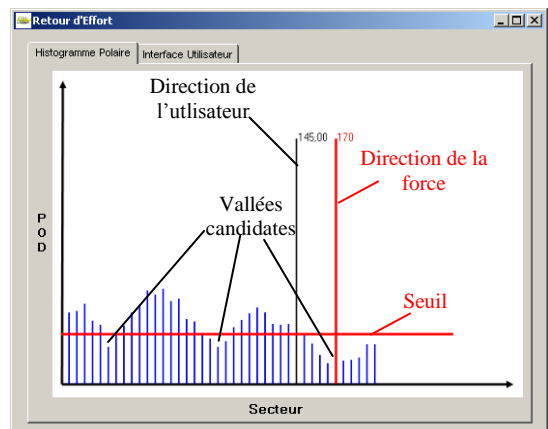 Retour d'Effort
Histogramme Polaire
Interface Utilisateur
Direction de
l'utlisateur
145,00
170
Direction de la
force
Vallées
candidates
P
O
D
Seuil
Secteur